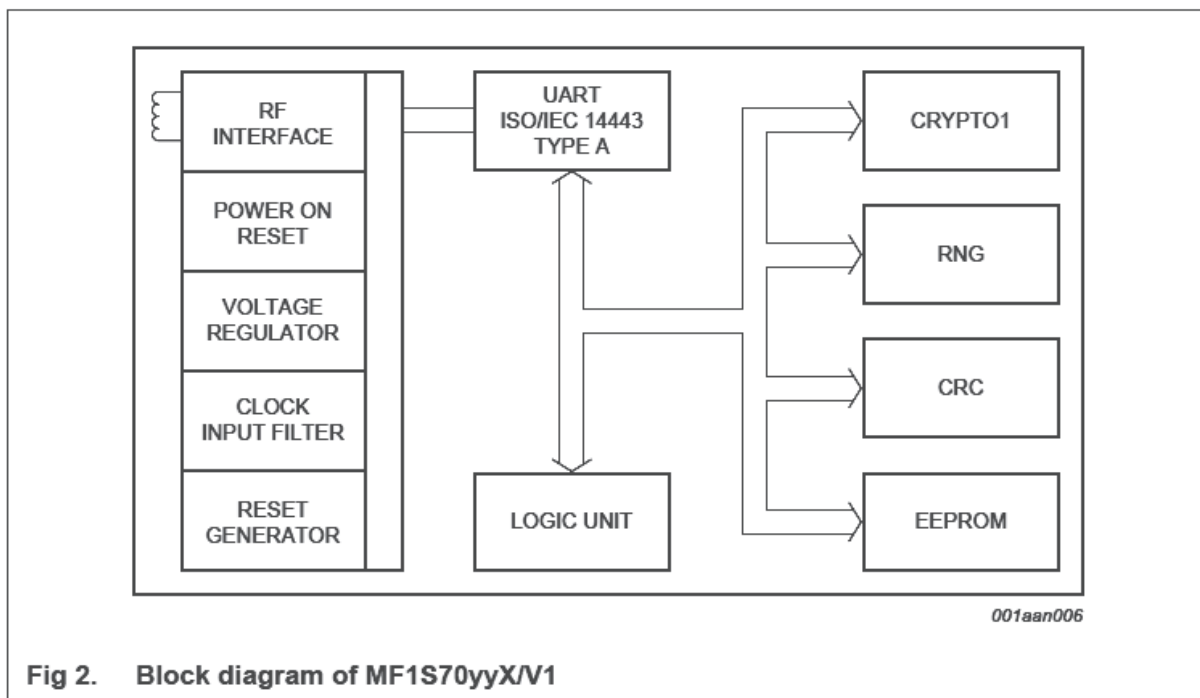 RF
INTERFACE
POWER ON
RESET
VOLTAGE
REGULATOR
CLOCK
INPUT FILTER
RESET
GENERATOR
UART
ISO/IEC 14443
TYPE A
LOGIC UNIT
CRYPTO1
RNG
CRC
EEPROM
001aan006
Fig 2. Block diagram of MF1S70yyX/V1